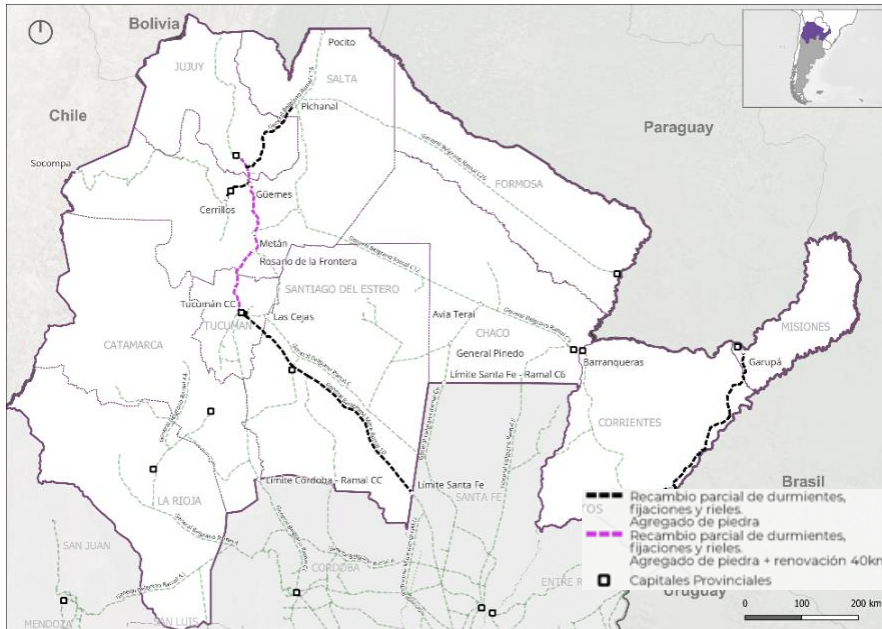 Bolivia
Pocito
JUJUY
SALTA
Chile
Pichanal
Paraguay
Socompa
FORMOSA
Güemes
Cerrillos
Metán
Rosario de la Frontera
SANTIAGO DEL ESTERO
Tucumán CC
Las Cejas
TUCUMÁN
Avia Terai
CHACO
MISIONES
CATAMARCA
General Pinedo
Barranqueras
Garupá
Límite Santa Fe - Ramal C6
CORRIENTES
Límite Córdoba - Ramal CC
Límite Santa Fe
SANTA FE
LA RIOJA
Brasil
Recambio parcial de durmientes,
fijaciones y rieles.
Agregado de piedra
Recambio parcial de durmientes,
fijaciones y rieles.
Agregado de piedra + renovación 40km
Capitales Provinciales
SAN JUAN
CÓRDOBA
ENTRE R
Uruguay
MENDOZA
SAN LUIS
0 100 200 km